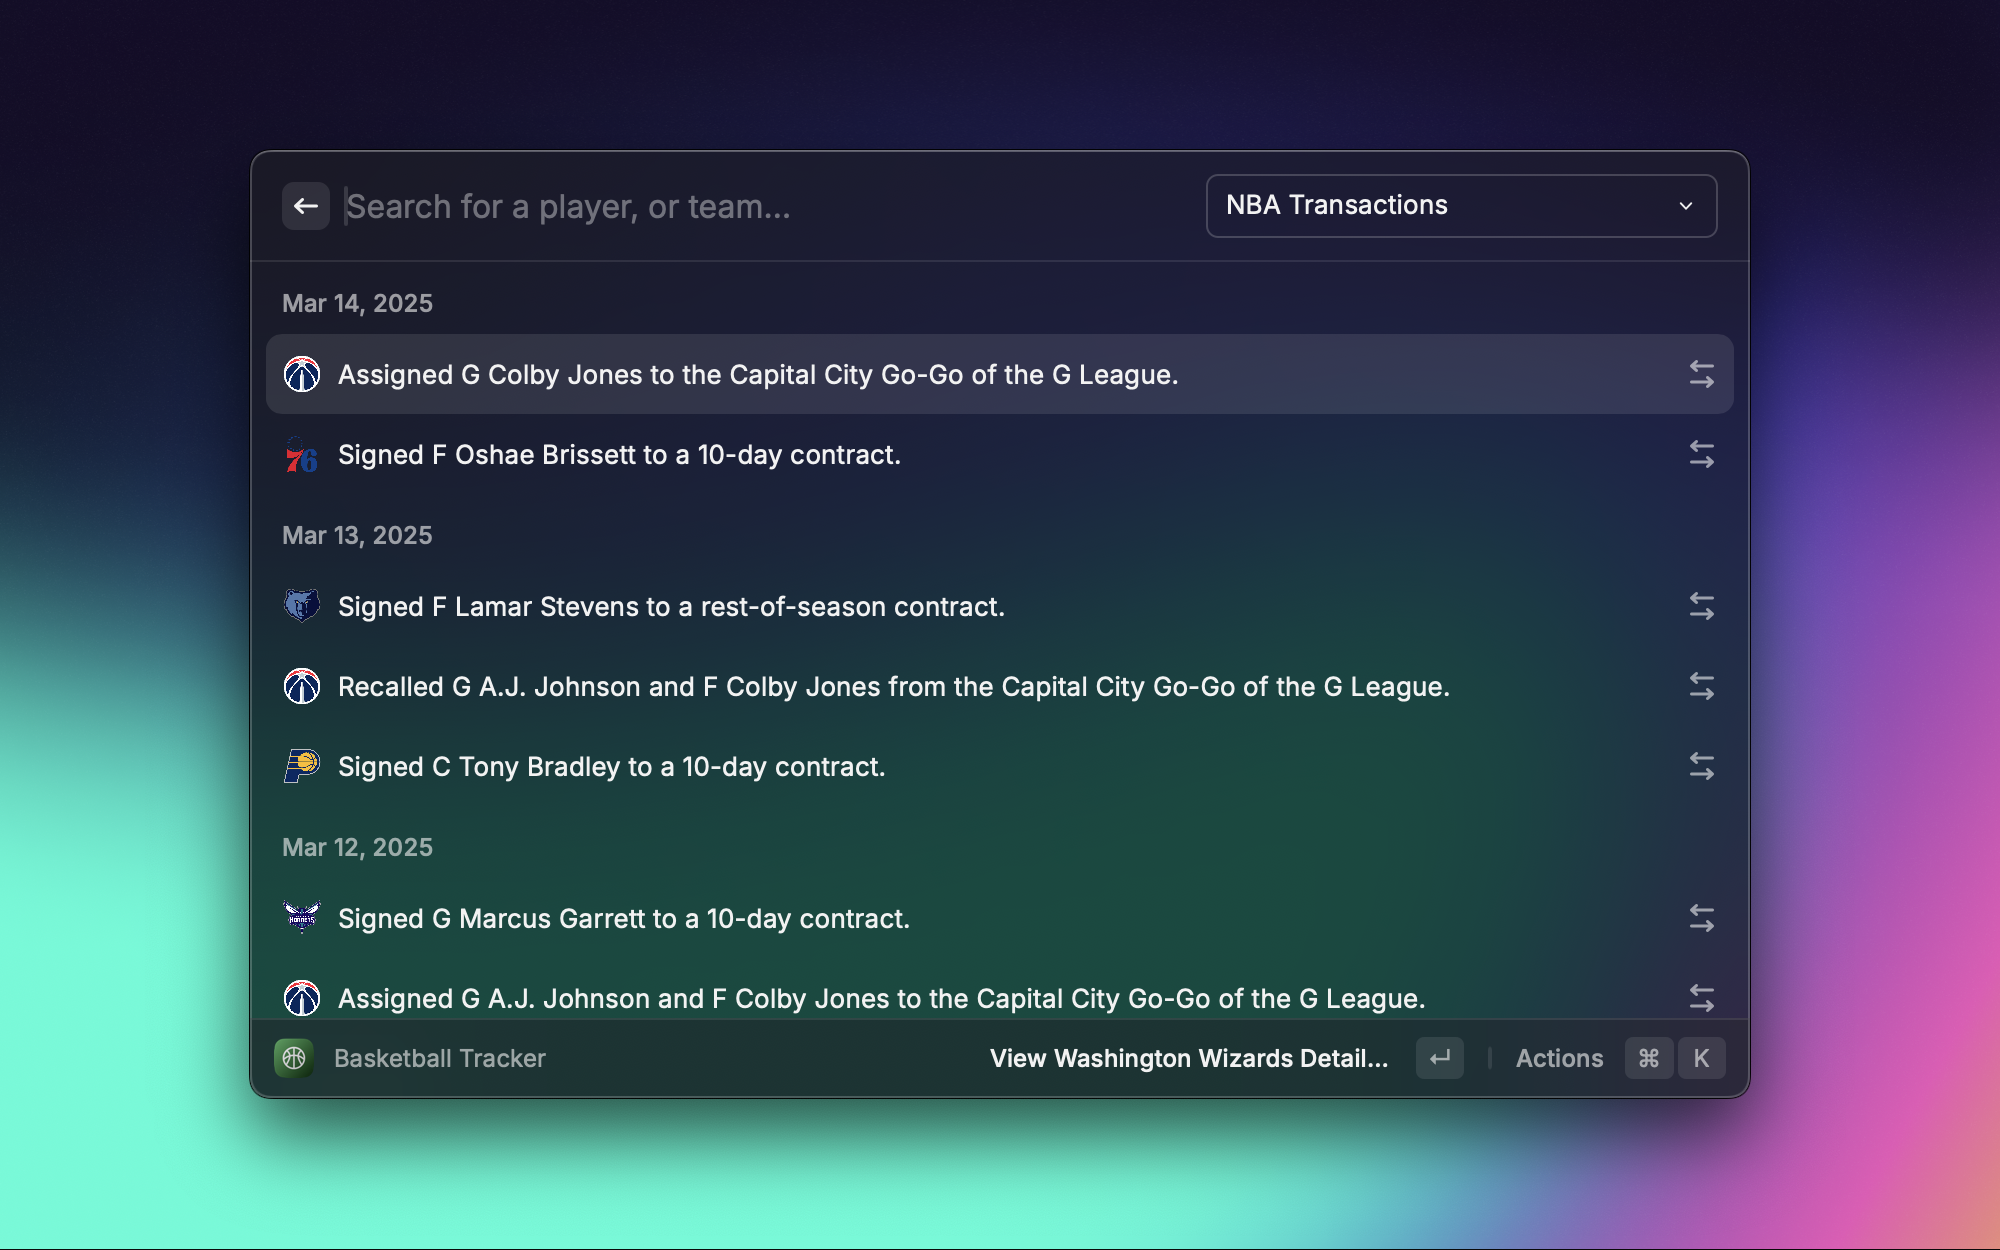 Search for a player, or team...
NBA Transactions
Mar 14, 2025
Assigned G Colby Jones to the Capital City Go-Go of the G League.
76
Signed F Oshae Brissett to a 10-day contract.
Mar 13, 2025
Signed F Lamar Stevens to a rest-of-season contract.
Recalled G A.J. Johnson and F Colby Jones from the Capital City Go-Go of the G League.
Signed C Tony Bradley to a 10-day contract.
Mar 12, 2025
HORNETS
Signed G Marcus Garrett to a 10-day contract.
Assigned G A.J. Johnson and F Colby Jones to the Capital City Go-Go of the G League.
Basketball Tracker
View Washington Wizards Detail...
Actions ⌘ K